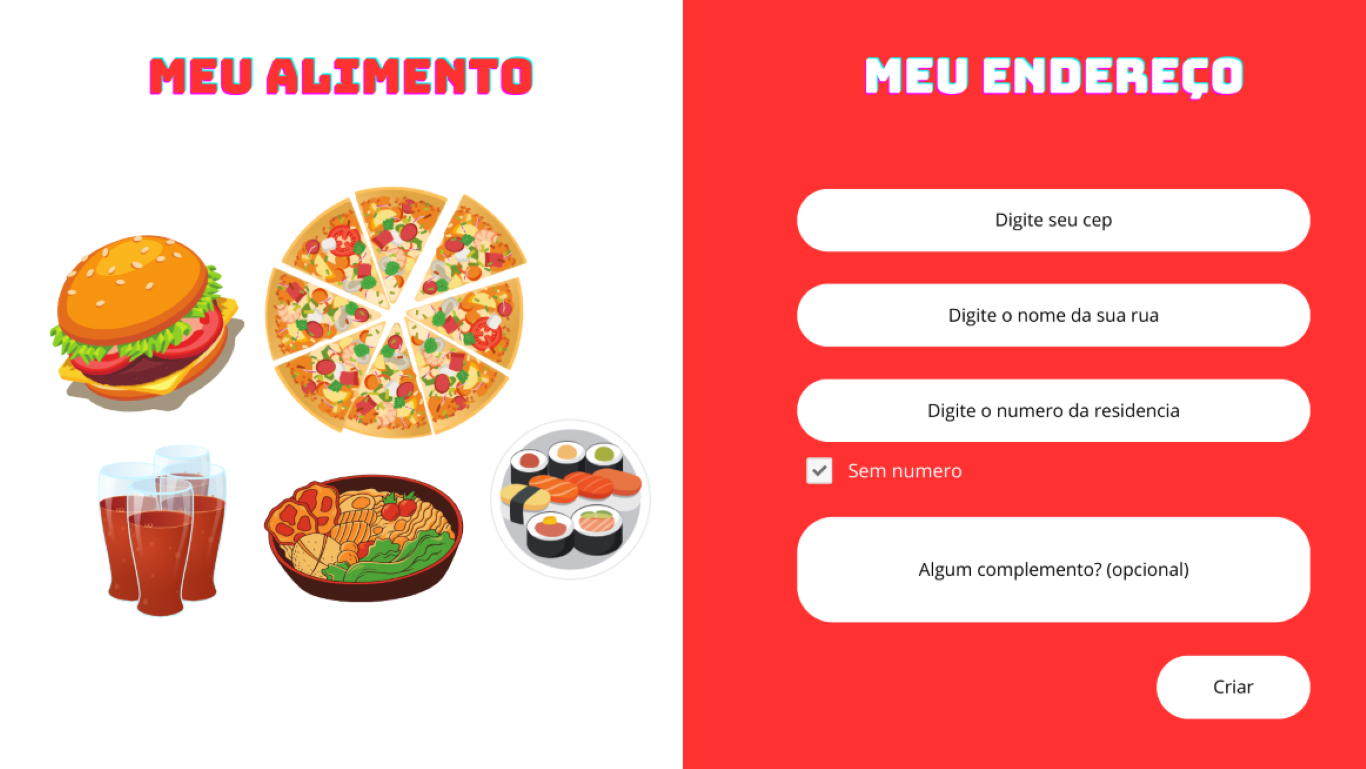 MEU ALIMENTO
MEU ENDEREÇO
Digite seu cep
Digite o nome da sua rua
Digite o numero da residencia
Sem numero
Algum complemento? (opcional)
Criar